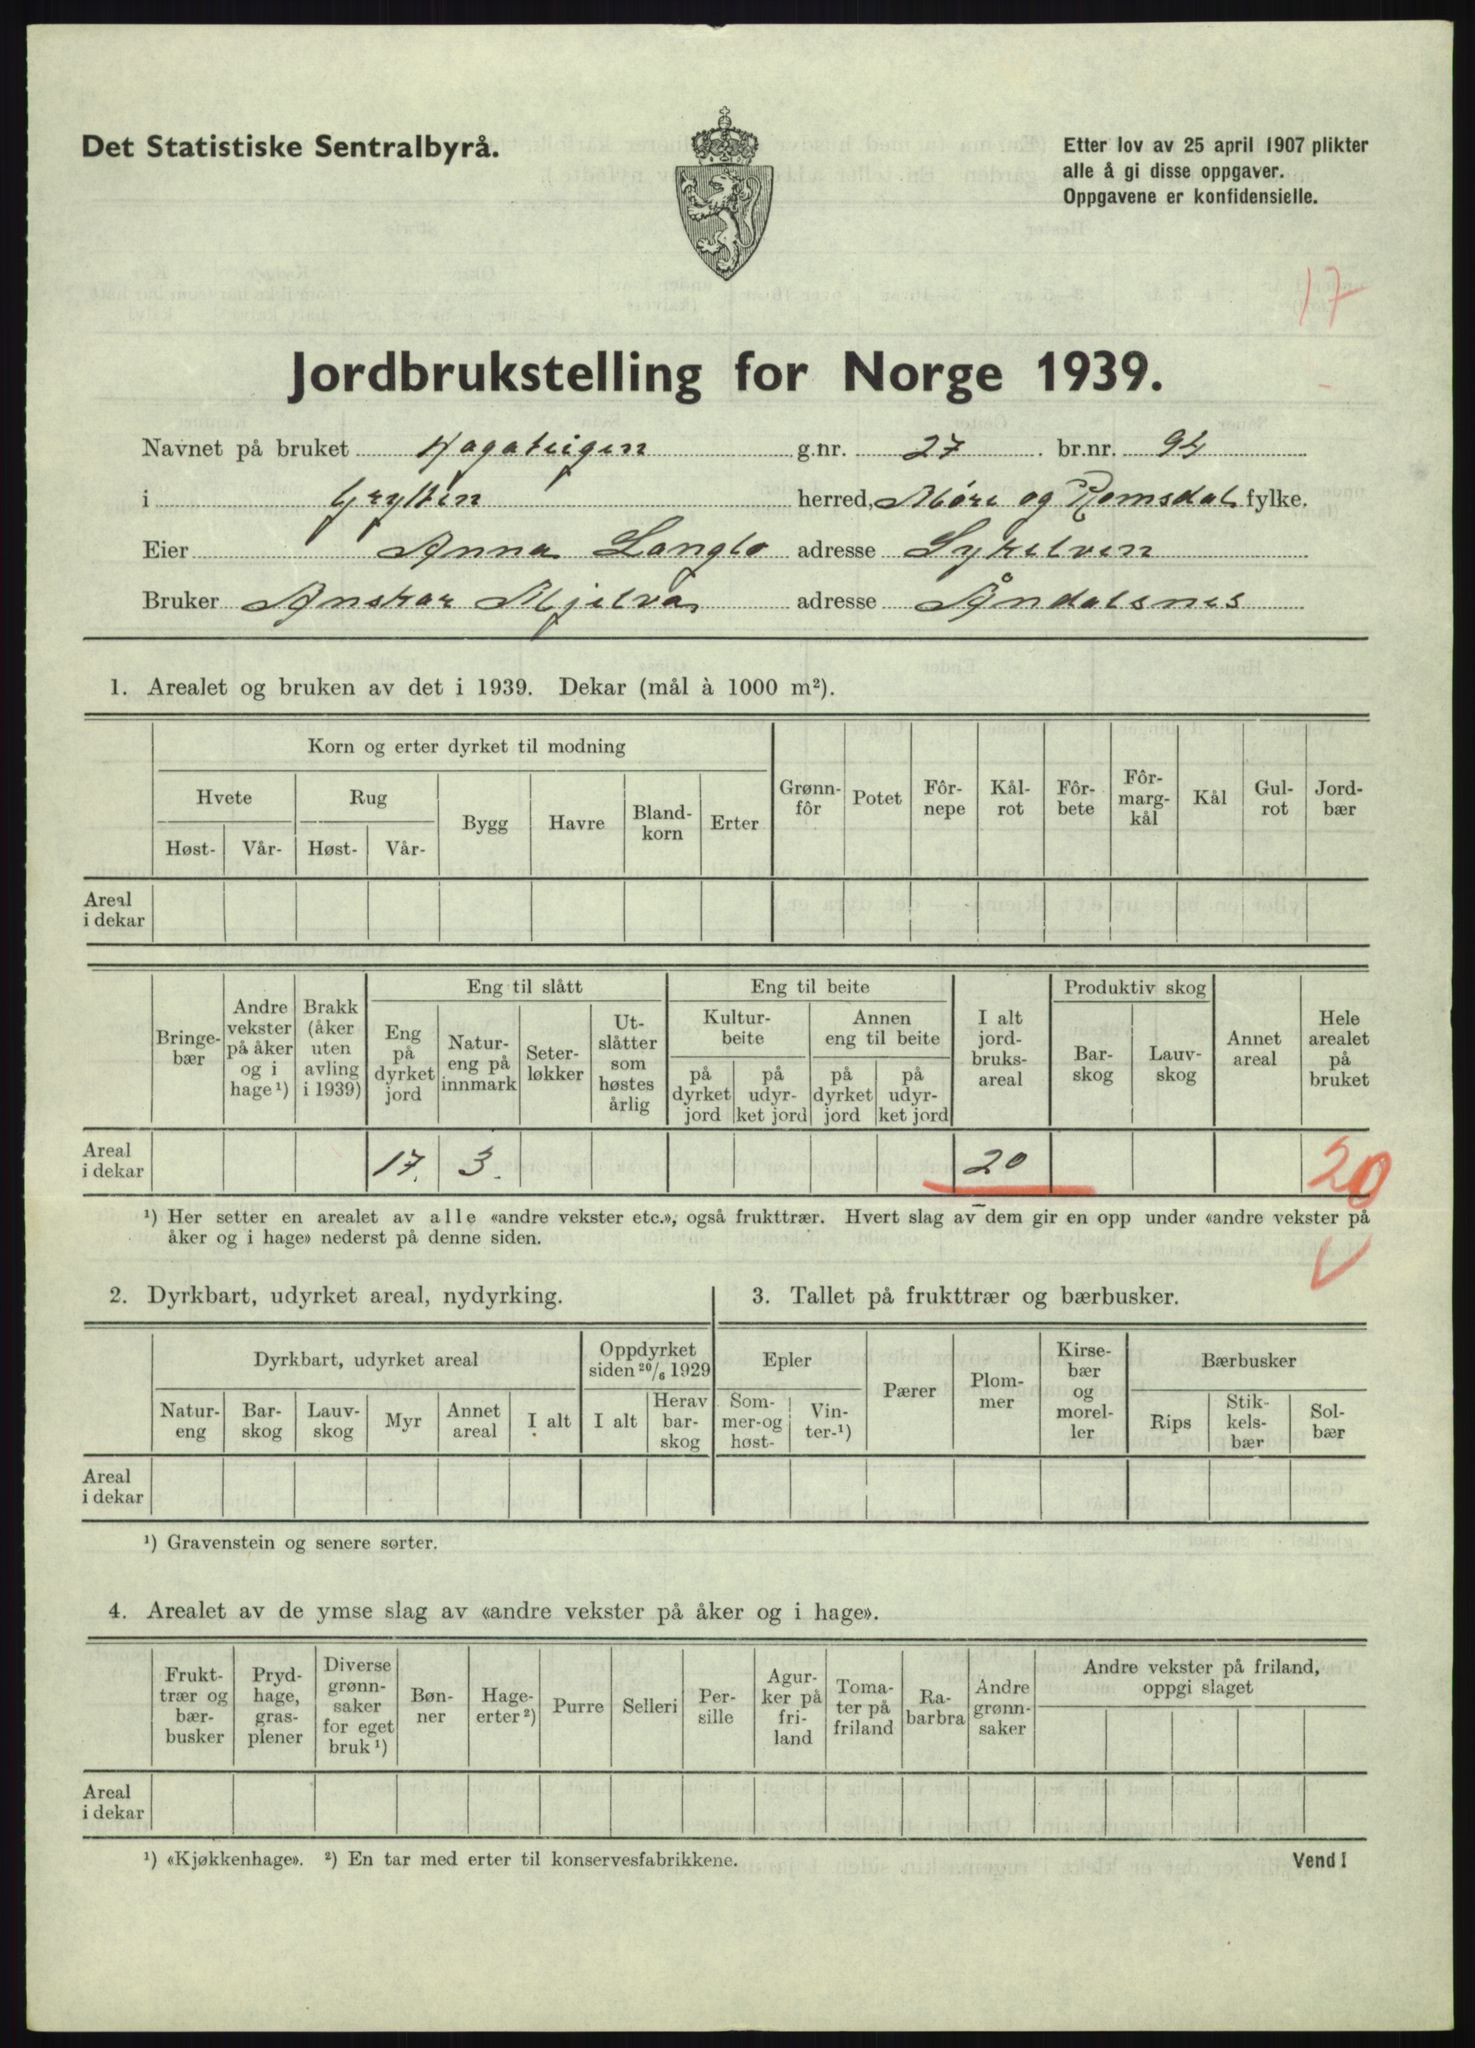 Det Statistiske Sentralbyrå.
Etter lov av 25 april 1907 plikter
alle å gi disse oppgaver.
Oppgavene er konfidensielle.
17
Jordbrukstelling for Norge 1939.
Navnet på bruket Hagateigen g.nr. 27 br.nr. 94
i Grytten herred, Møre og Romsdal fylke.
Eier Anna Langlo adresse Sykelven
Bruker Anskar Mjelva adresse Åndalsnes
1. Arealet og bruken av det i 1939. Dekar (mål à 1000 m²).
Korn og erter dyrket til modning
Hvete Rug Bygg Havre Bland-korn Erter
Høst- Vår- Høst- Vår-
Grønn-fôr Potet Fôr-nepe Kål-rot Fôr-bete Fôr-marg-kål Kål Gul-rot Jord-bær
Areal
i dekar
Bringe-bær
Andre vekster på åker og i hage¹)
Brakk (åker uten avling i 1939)
Eng til slått
Eng på dyrket jord
Natur-eng på innmark
Seter-løkker
Ut-slåtter som høstes årlig
Eng til beite
Kultur-beite
på dyrket jord
på udyr-ket jord
Annen eng til beite
på dyrket jord
på udyr-ket jord
I alt jord-bruks-areal
Produktiv skog
Bar-skog
Lauv-skog
Annet areal
Hele arealet på bruket
Areal
i dekar 17. 3. 20 20
¹) Her setter en arealet av alle «andre vekster etc.», også frukttrær. Hvert slag av dem gir en opp under «andre vekster på
åker og i hage» nederst på denne siden.
2. Dyrkbart, udyrket areal, nydyrking.
Dyrkbart, udyrket areal
Natur-eng Bar-skog Lauv-skog Myr Annet areal I alt
Oppdyrket siden 20/6 1929
I alt Herav bar-skog
Areal
i dekar
3. Tallet på frukttrær og bærbusker.
Epler
Som-mer-og høst- Vin-ter-¹)
Pærer Plom-mer Kirse-bær og morel-ler
Bærbusker
Rips Stik-kels-bær Sol-bær
¹) Gravenstein og senere sorter.
4. Arealet av de ymse slag av «andre vekster på åker og i hage».
Frukt-trær og bær-busker
Pryd-hage, gras-plener
Diverse grønn-saker for eget bruk¹)
Bøn-ner
Hage-erter²)
Purre
Selleri
Per-sille
Agur-ker på fri-land
Toma-ter på friland
Ra-barbra
Andre grønn-saker
Andre vekster på friland, oppgi slaget
Areal
i dekar
¹) «Kjøkkenhage». ²) En tar med erter til konservesfabrikkene.
Vend!